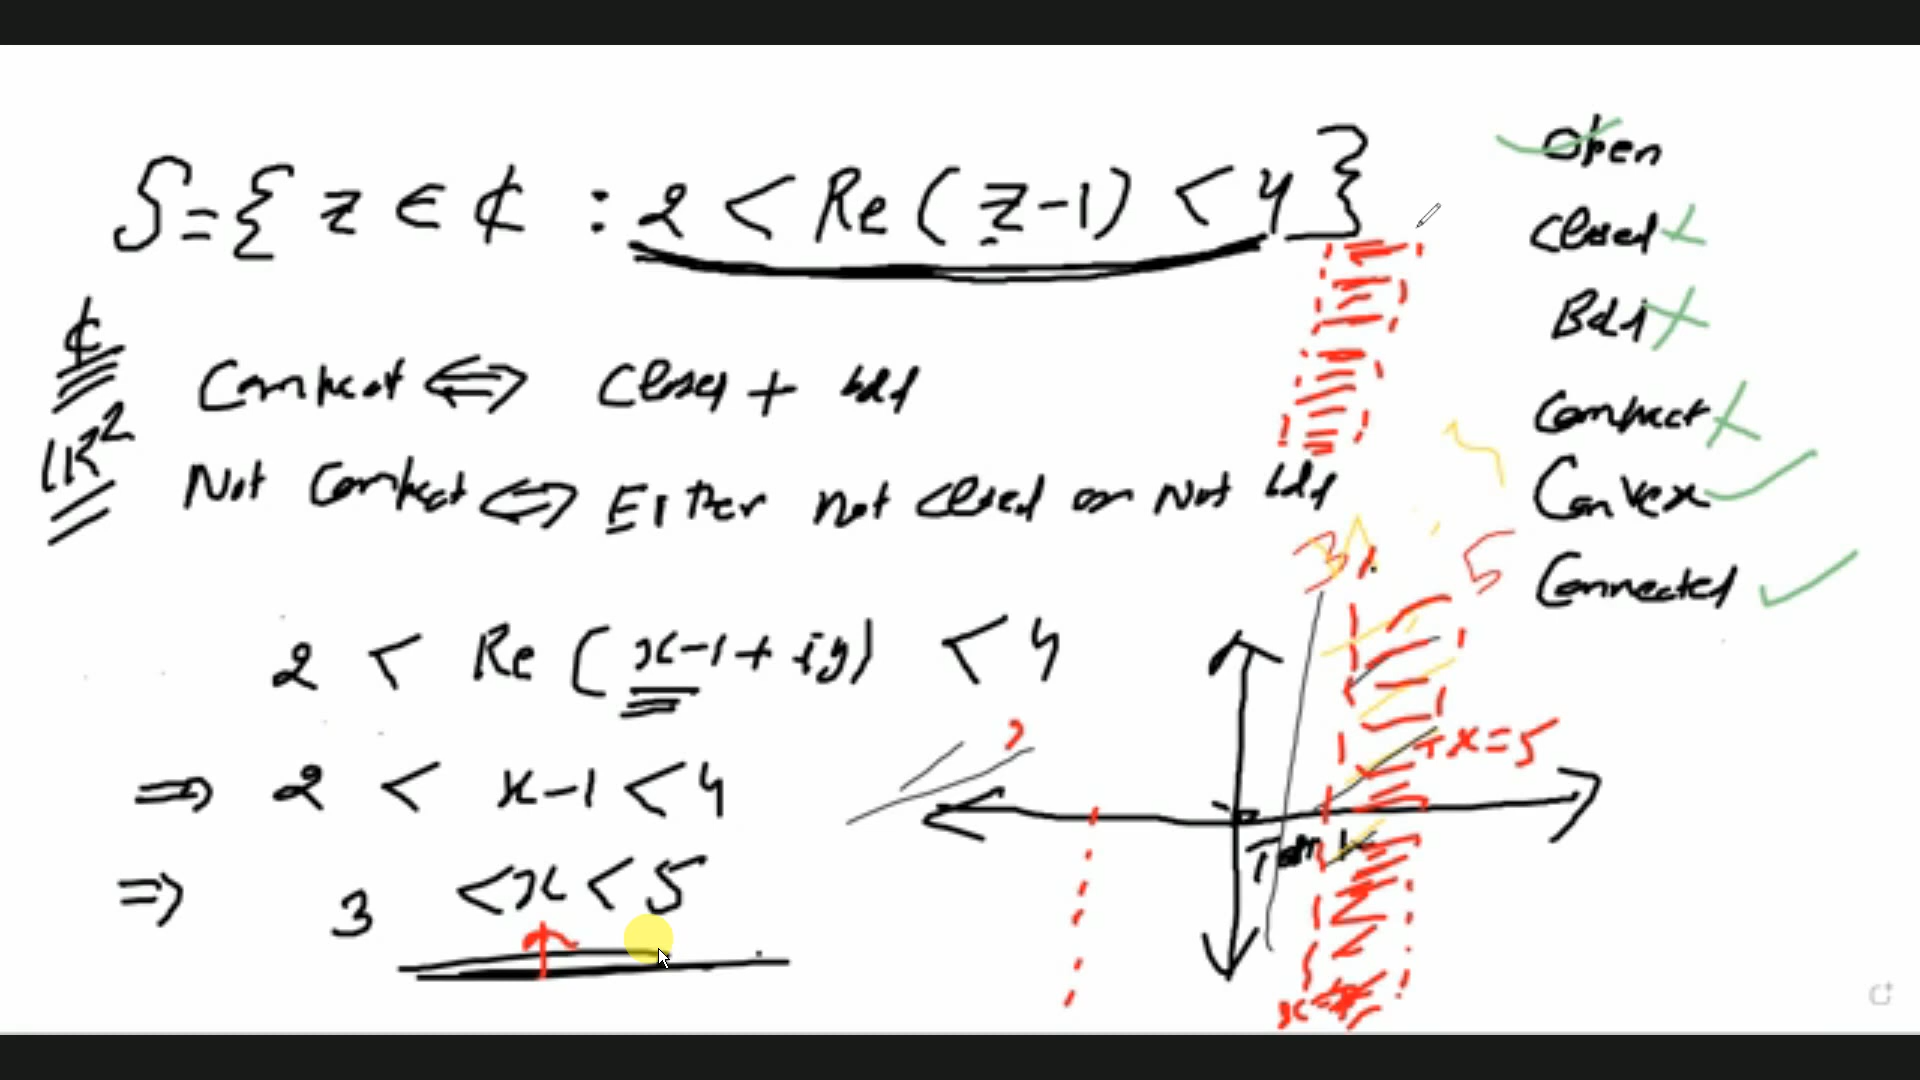 S = { z ∈ ₵ : 2 < Re ( z - 1 ) < 4 }
Open
Closed
Bdd
₵
Compact ⇔ Closed + bdd
Compact
IR²
Not Compact ⇔ Either not closed or Not bdd
Convex
3
5
Connected
2 < Re ( x - 1 + iy ) < 4
x = 5
⇒ 2 < x - 1 < 4
⇒ 3 < x < 5